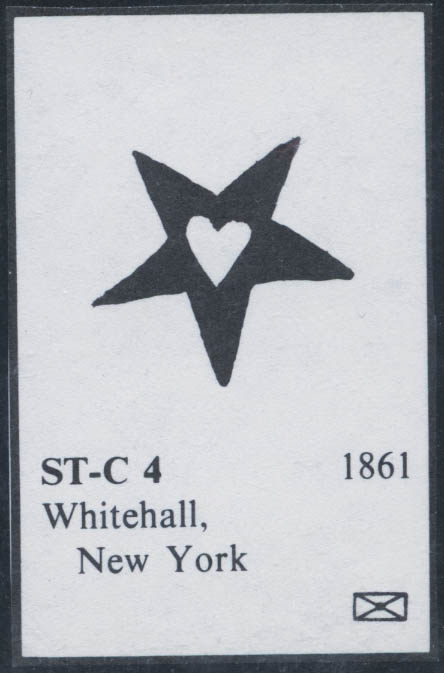 ST-C 4 1861
Whitehall,
New York